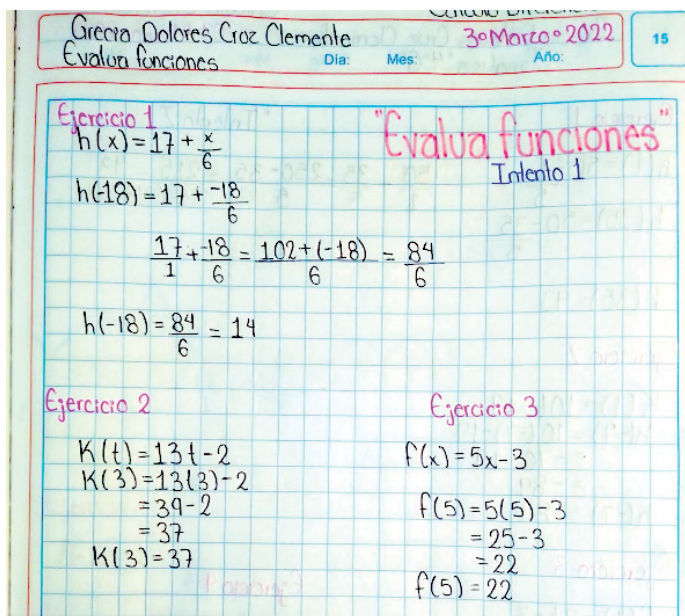 Grecia Dolores Croz Clemente
3°Marzo°2022
15
Evalua funciones
Dia: Mes: Año:
Ejercicio 1
"Evalua funciones"
Intento 1
h(x)=17+x/6
h(-18)=17+-18/6
17/1+-18/6=102+(-18)/6=84/6
h(-18)=84/6=14
Ejercicio 2
K(t)=13t-2
K(3)=13(3)-2
=39-2
=37
K(3)=37
Ejercicio 3
f(x)=5x-3
f(5)=5(5)-3
=25-3
=22
f(5)=22